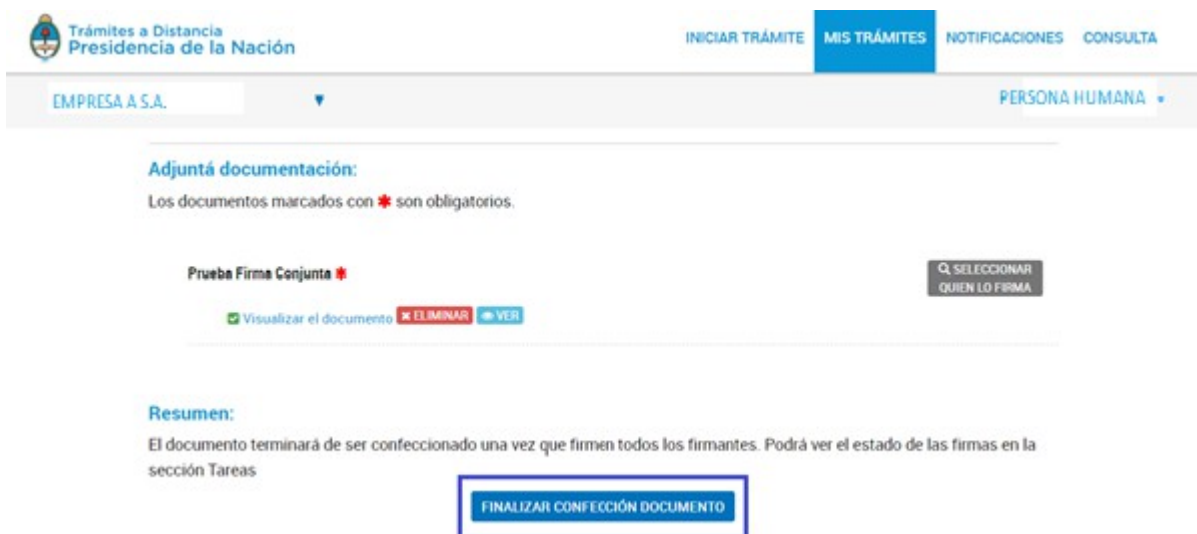 Trámites a Distancia
Presidencia de la Nación
INICIAR TRÁMITE MIS TRÁMITES NOTIFICACIONES CONSULTA
EMPRESA A S.A. PERSONA HUMANA
Adjuntá documentación:
Los documentos marcados con * son obligatorios.
Prueba Firma Conjunta *
SELECCIONAR
QUIEN LO FIRMA
Visualizar el documento ELIMINAR VER
Resumen:
El documento terminará de ser confeccionado una vez que firmen todos los firmantes. Podrá ver el estado de las firmas en la
sección Tareas
FINALIZAR CONFECCIÓN DOCUMENTO